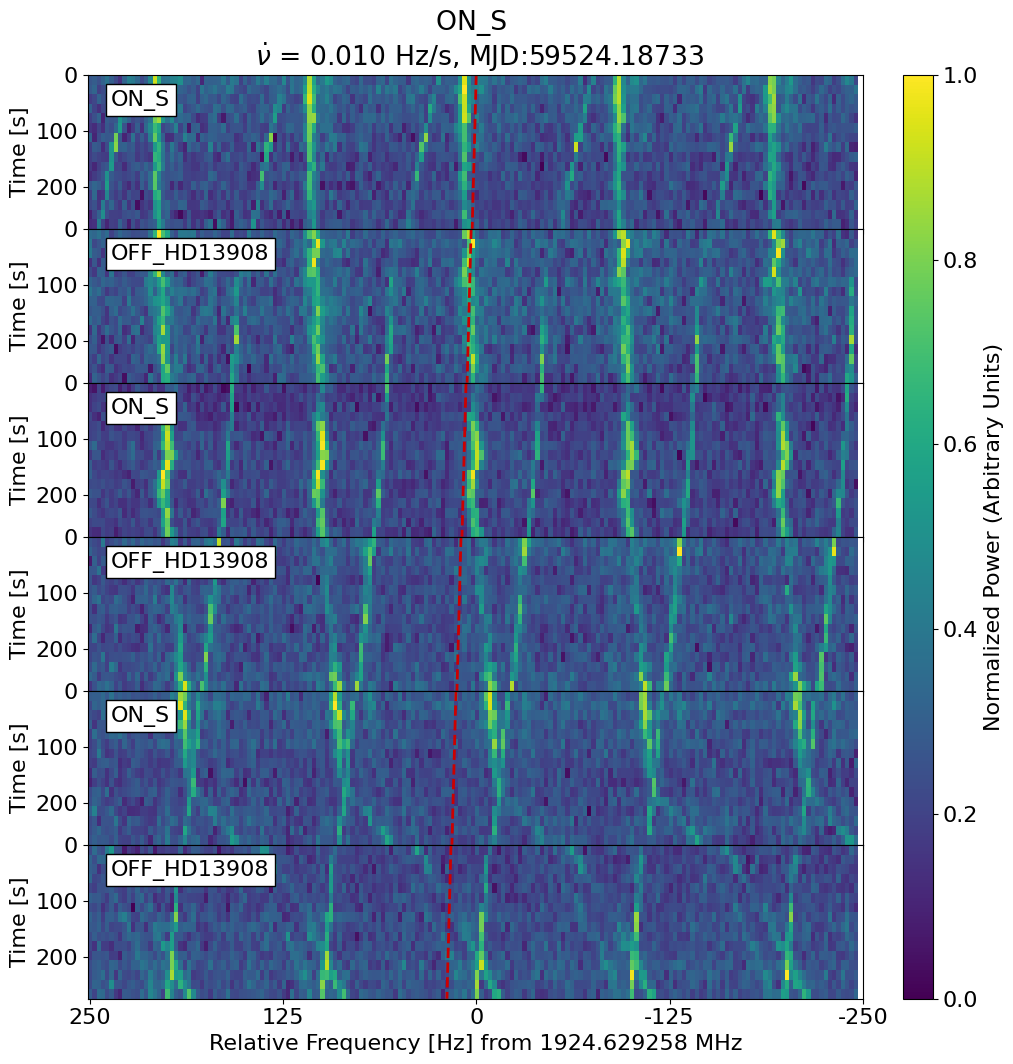 ON_S
ν̇ = 0.010 Hz/s, MJD:59524.18733
0
100
200
Time [s]
ON_S
0
100
200
Time [s]
OFF_HD13908
0
100
200
Time [s]
ON_S
0
100
200
Time [s]
OFF_HD13908
0
100
200
Time [s]
ON_S
0
100
200
Time [s]
OFF_HD13908
250 125 0 -125 -250
Relative Frequency [Hz] from 1924.629258 MHz
1.0
0.8
0.6
0.4
0.2
0.0
Normalized Power (Arbitrary Units)